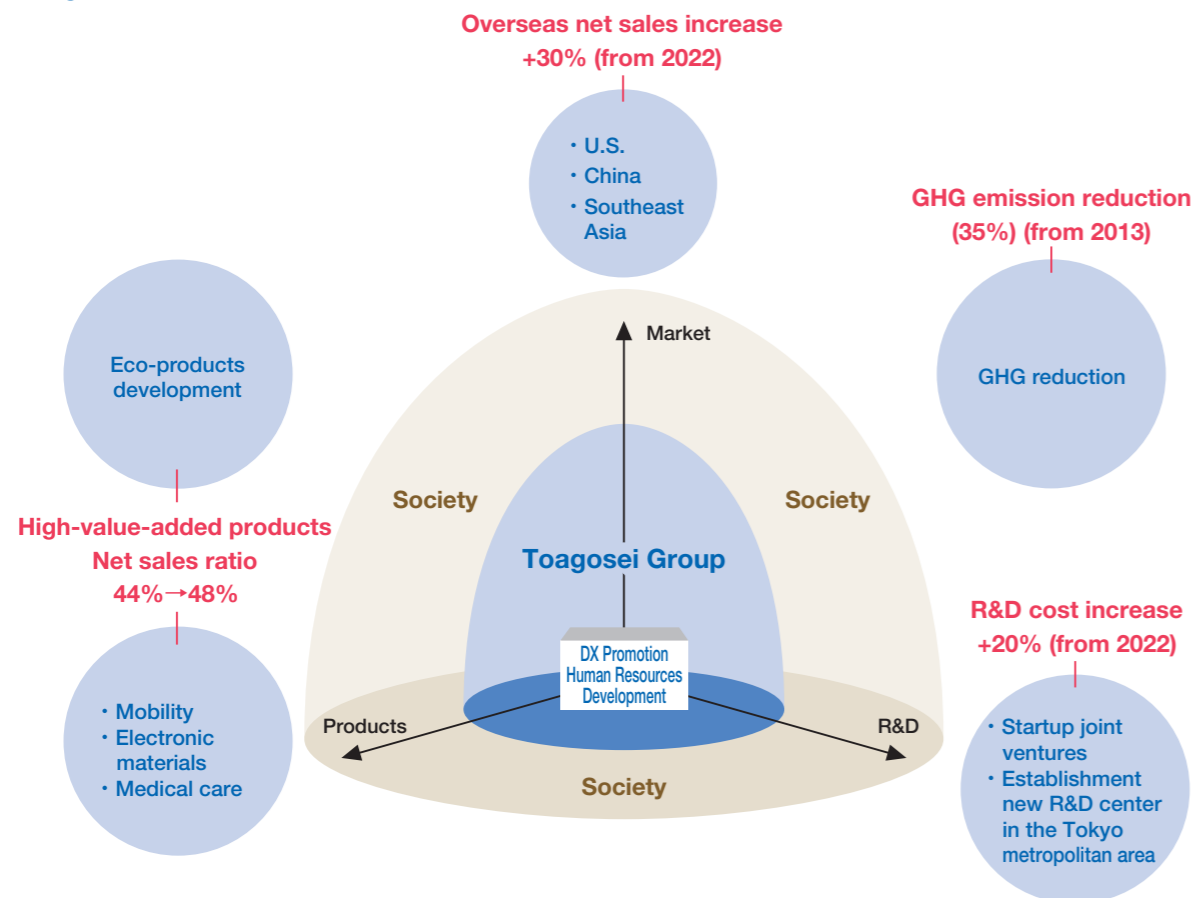 Overseas net sales increase
+30% (from 2022)
・U.S.
・China
・Southeast
Asia
GHG emission reduction
(35%) (from 2013)
GHG reduction
Eco-products
development
High-value-added products
Net sales ratio
44%→48%
・Mobility
・Electronic
materials
・Medical care
Market
Society
Society
Toagosei Group
DX Promotion
Human Resources
Development
Products
R&D
Society
R&D cost increase
+20% (from 2022)
・Startup joint
ventures
・Establishment
new R&D center
in the Tokyo
metropolitan area